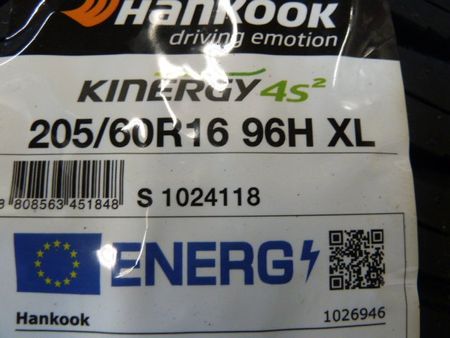 Hankook
driving emotion
KINERGY 4S²
205/60R16 96H XL
8 808563 451848
S 1024118
ENERG
Hankook
1026946